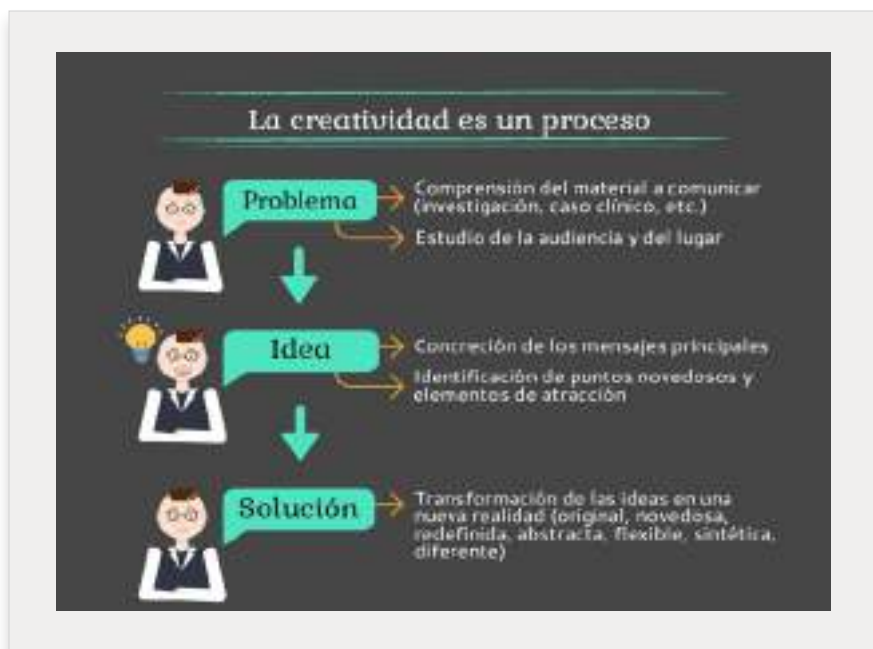 La creatividad es un proceso
Problema
Comprensión del material a comunicar
(investigación, caso clínico, etc.)
Estudio de la audiencia y del lugar
Idea
Concreción de los mensajes principales
Identificación de puntos novedosos y
elementos de atracción
Solución
Transformación de las ideas en una
nueva realidad (original, novedosa,
redefinida, abstracta, flexible, sintética,
diferente)